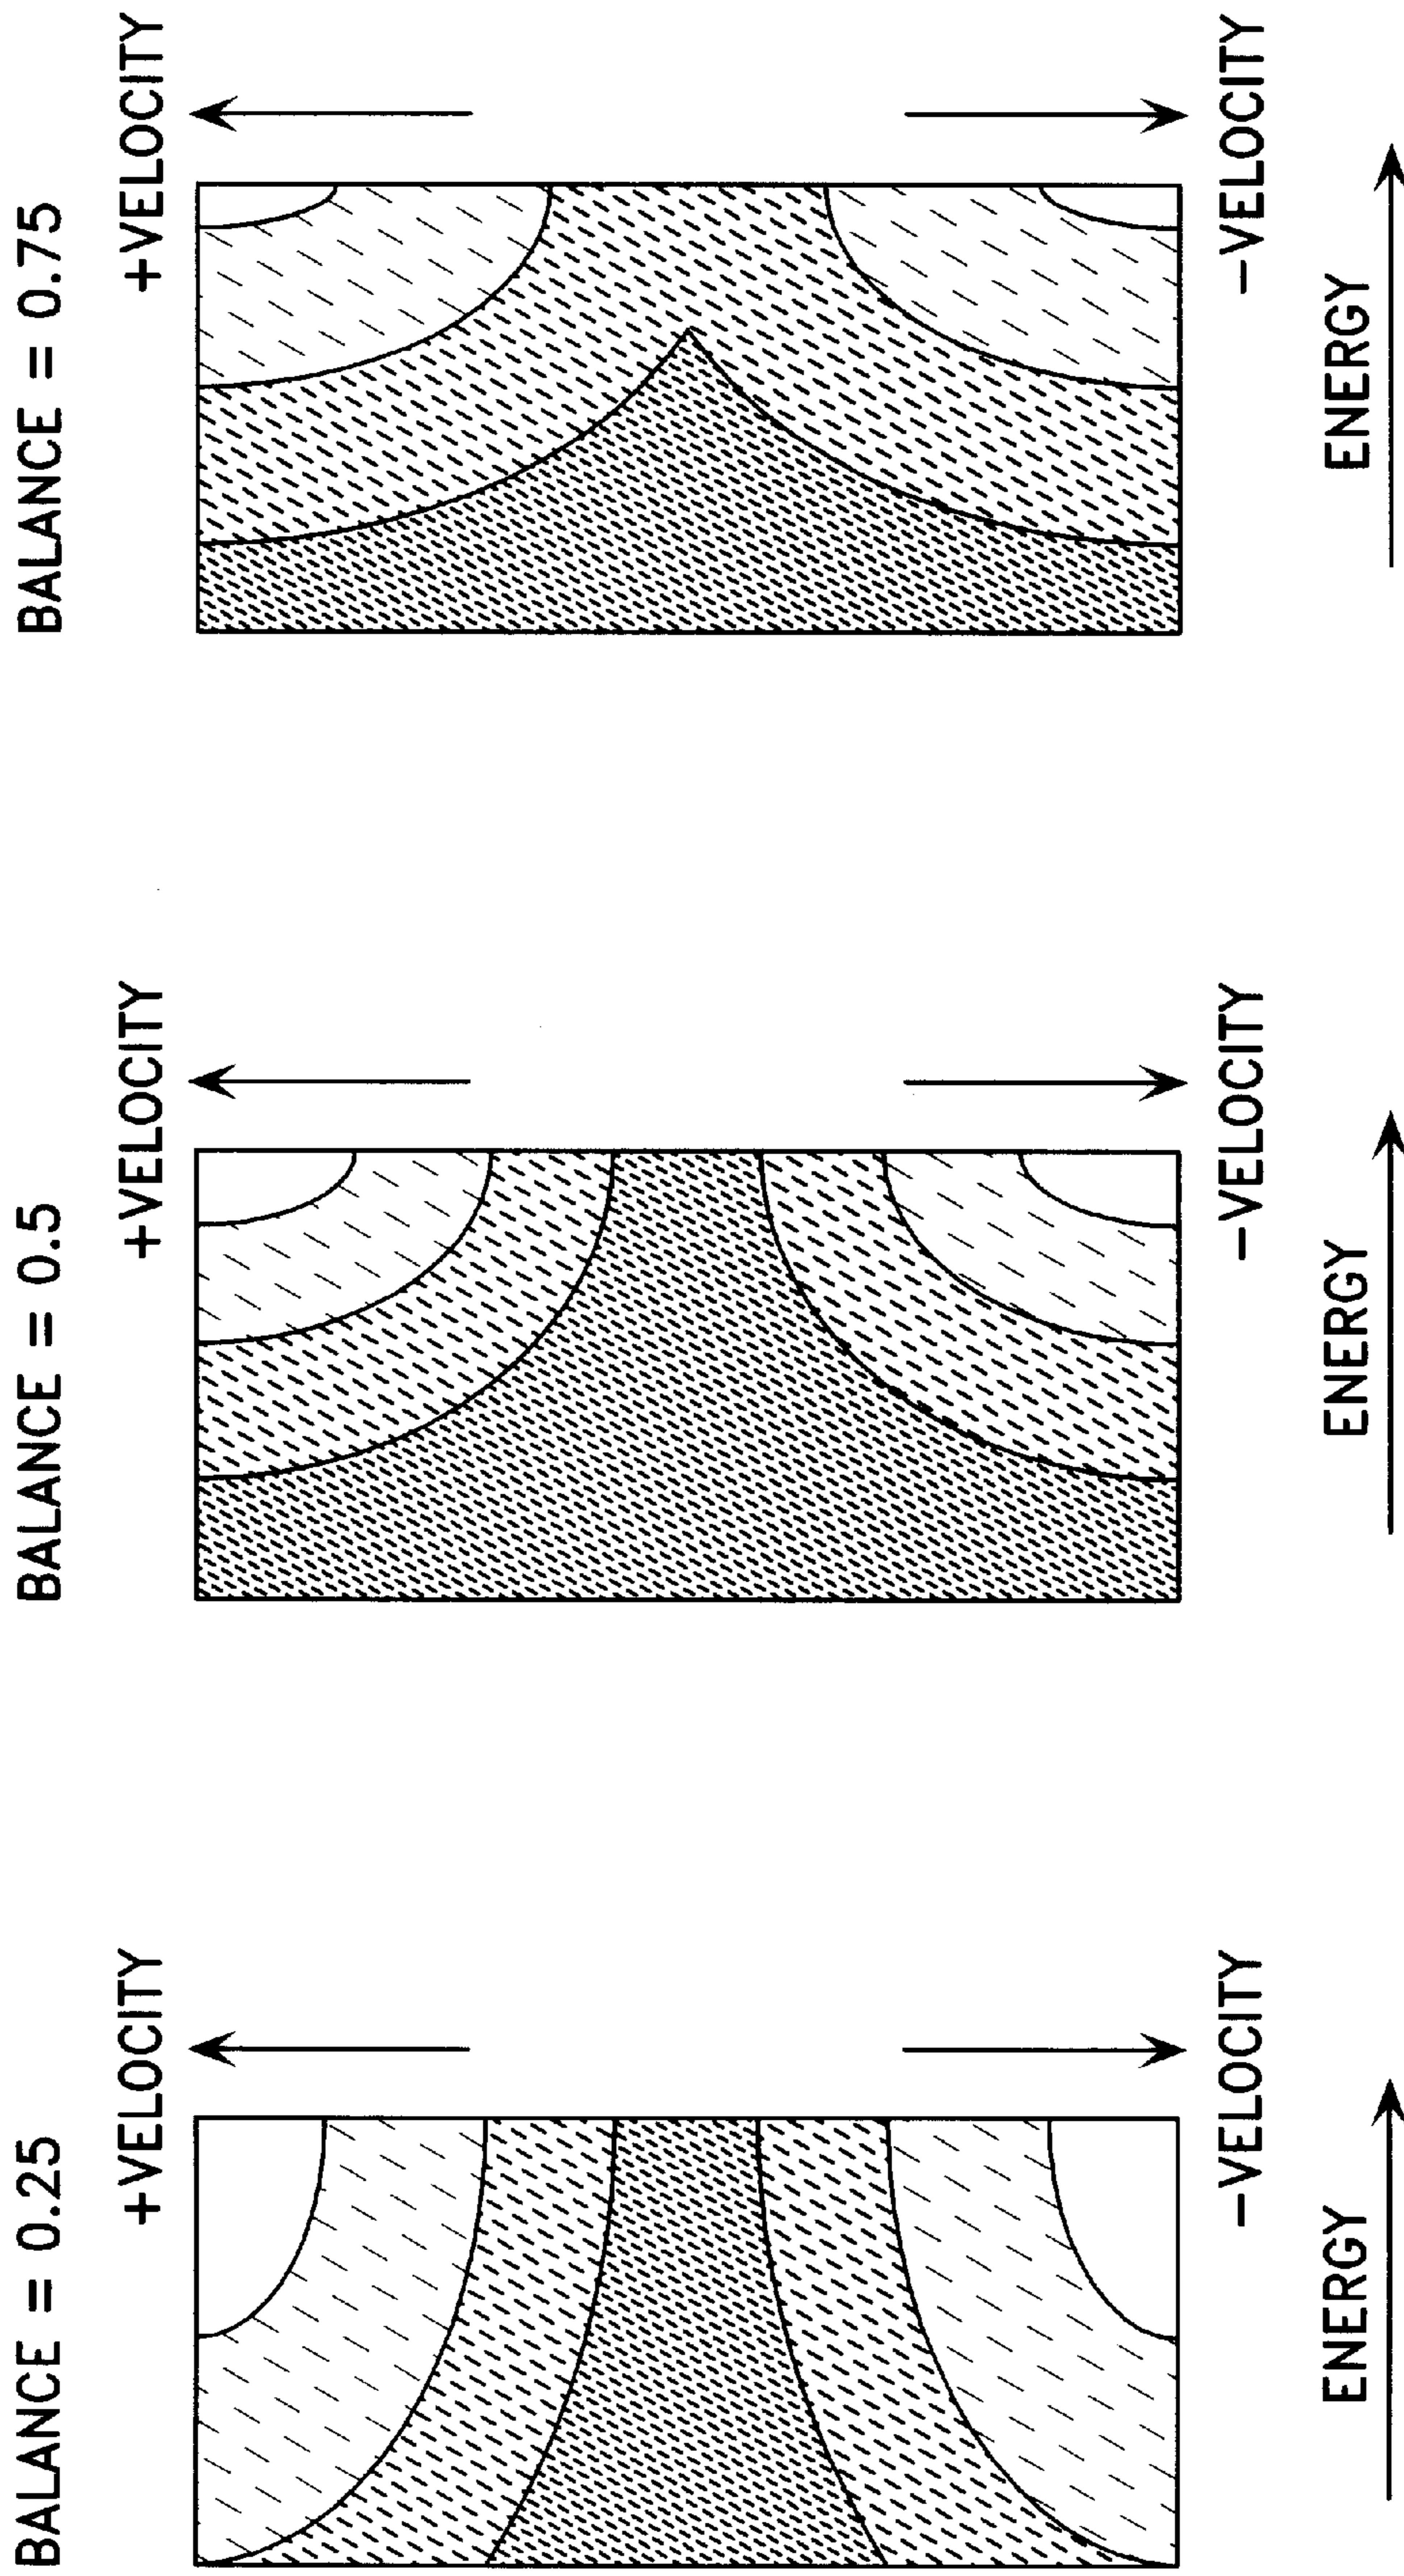 BALANCE = 0.25
+VELOCITY
−VELOCITY
ENERGY
BALANCE = 0.5
+VELOCITY
−VELOCITY
ENERGY
BALANCE = 0.75
+VELOCITY
−VELOCITY
ENERGY